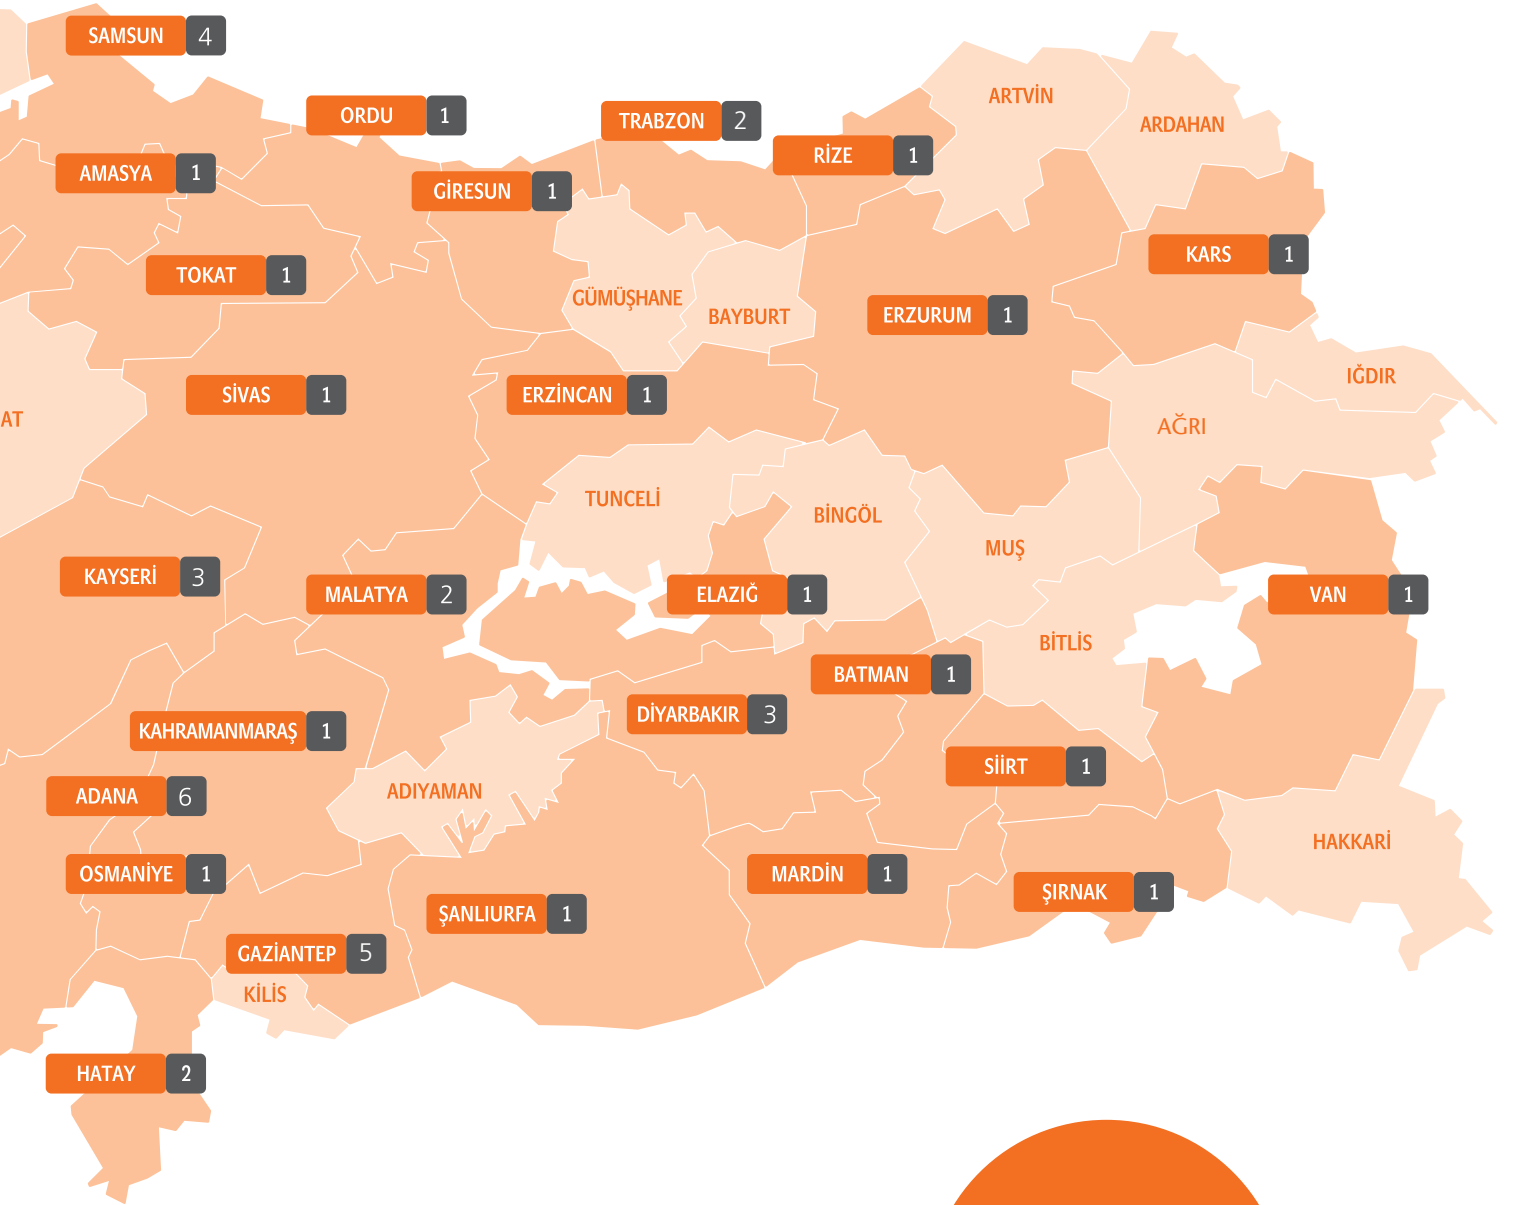 SAMSUN 4
ARTVİN
ORDU 1
TRABZON 2
ARDAHAN
RİZE 1
AMASYA 1
GİRESUN 1
KARS 1
TOKAT 1
GÜMÜŞHANE
BAYBURT
ERZURUM 1
IĞDIR
SİVAS 1
ERZİNCAN 1
AT
AĞRI
TUNCELİ
BİNGÖL
MUŞ
KAYSERİ 3
MALATYA 2
ELAZIĞ 1
VAN 1
BİTLİS
BATMAN 1
DİYARBAKIR 3
KAHRAMANMARAŞ 1
SİİRT 1
ADIYAMAN
ADANA 6
HAKKARİ
OSMANİYE 1
MARDİN 1
ŞIRNAK 1
ŞANLIURFA 1
GAZİANTEP 5
KİLİS
HATAY 2